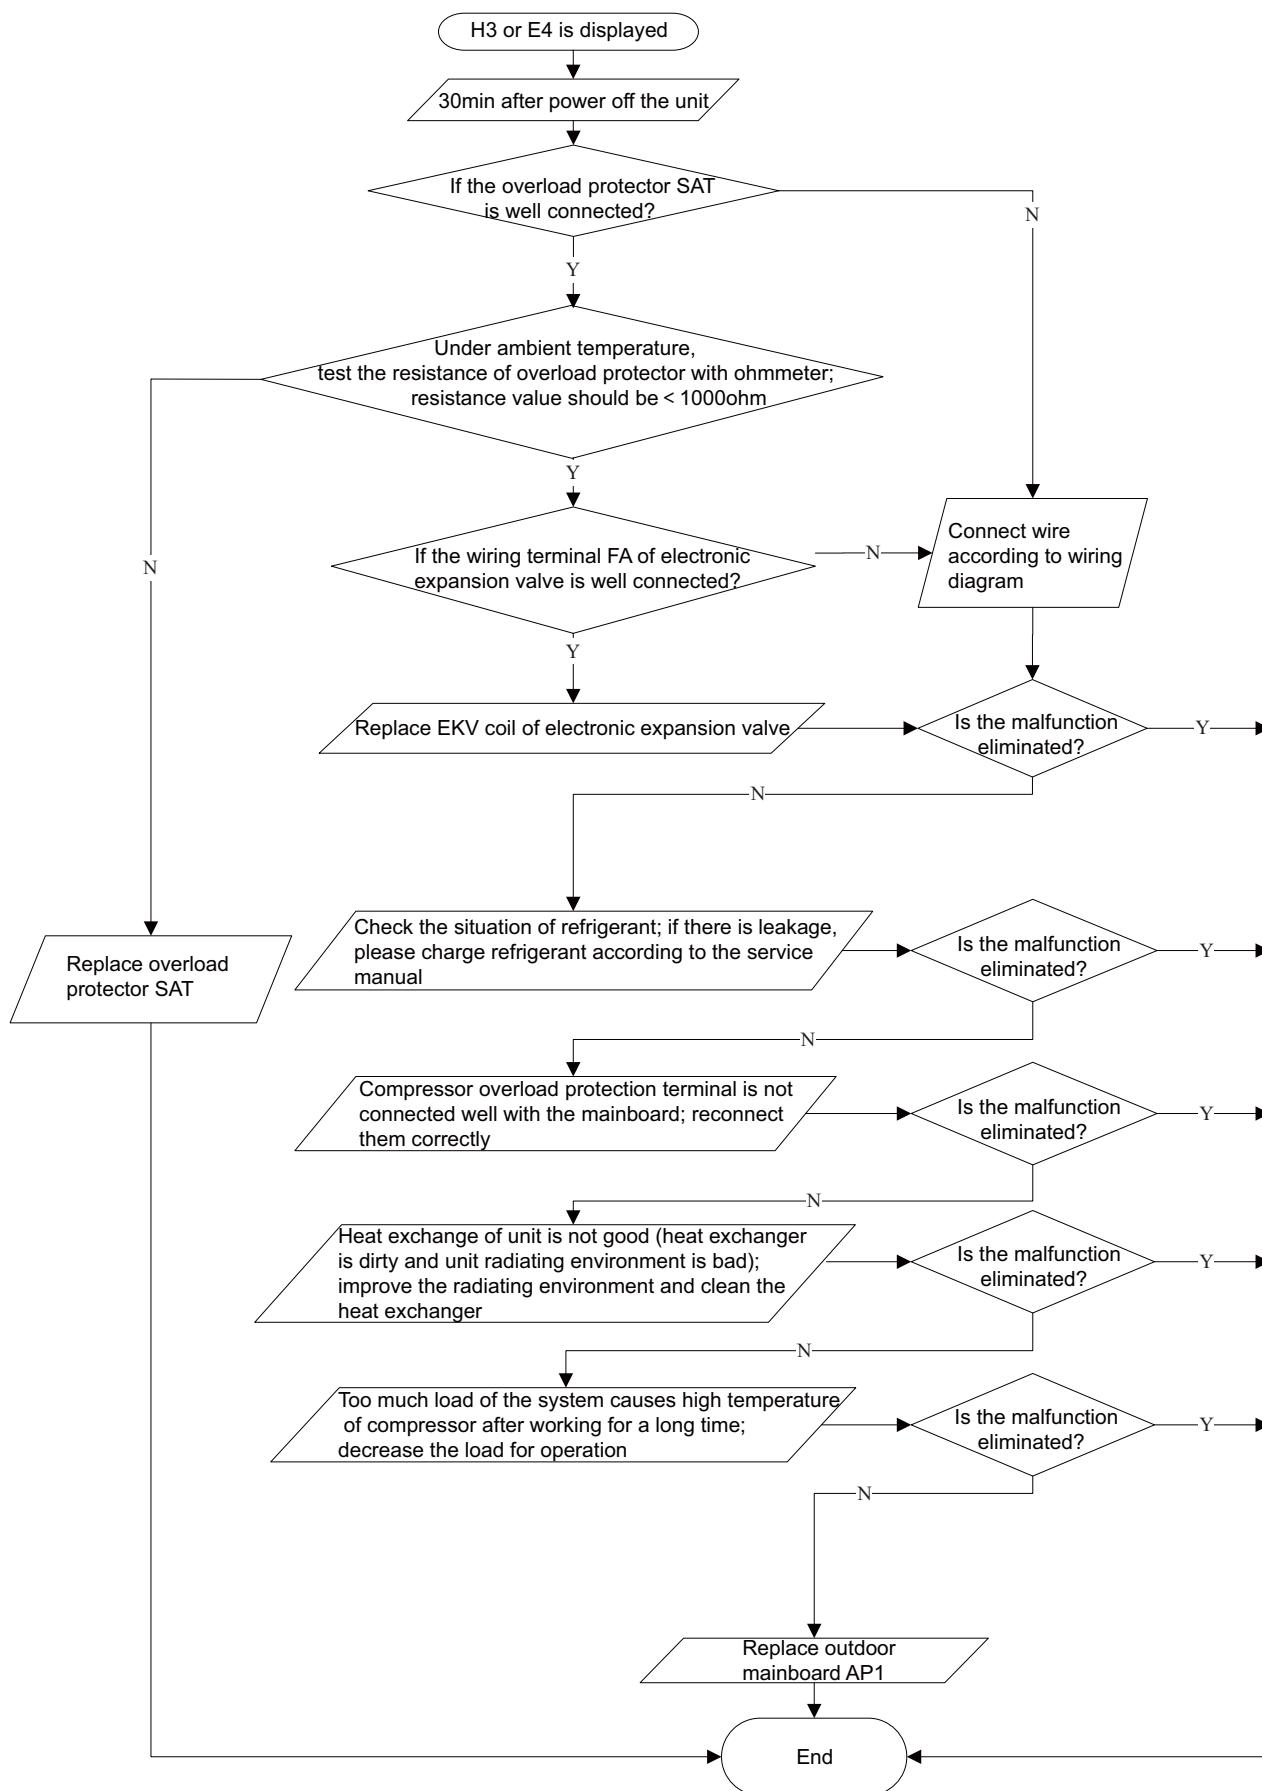 H3 or E4 is displayed
30min after power off the unit
If the overload protector SAT
is well connected?
N
Y
Under ambient temperature,
test the resistance of overload protector with ohmmeter;
resistance value should be < 1000ohm
Y
N
If the wiring terminal FA of electronic
expansion valve is well connected?
N
Connect wire
according to wiring
diagram
Y
Replace EKV coil of electronic expansion valve
Is the malfunction
eliminated?
Y
N
Check the situation of refrigerant; if there is leakage,
please charge refrigerant according to the service
manual
Is the malfunction
eliminated?
Y
Replace overload
protector SAT
N
Compressor overload protection terminal is not
connected well with the mainboard; reconnect
them correctly
Is the malfunction
eliminated?
Y
N
Heat exchange of unit is not good (heat exchanger
is dirty and unit radiating environment is bad);
improve the radiating environment and clean the
heat exchanger
Is the malfunction
eliminated?
Y
N
Too much load of the system causes high temperature
of compressor after working for a long time;
decrease the load for operation
Is the malfunction
eliminated?
Y
N
Replace outdoor
mainboard AP1
End